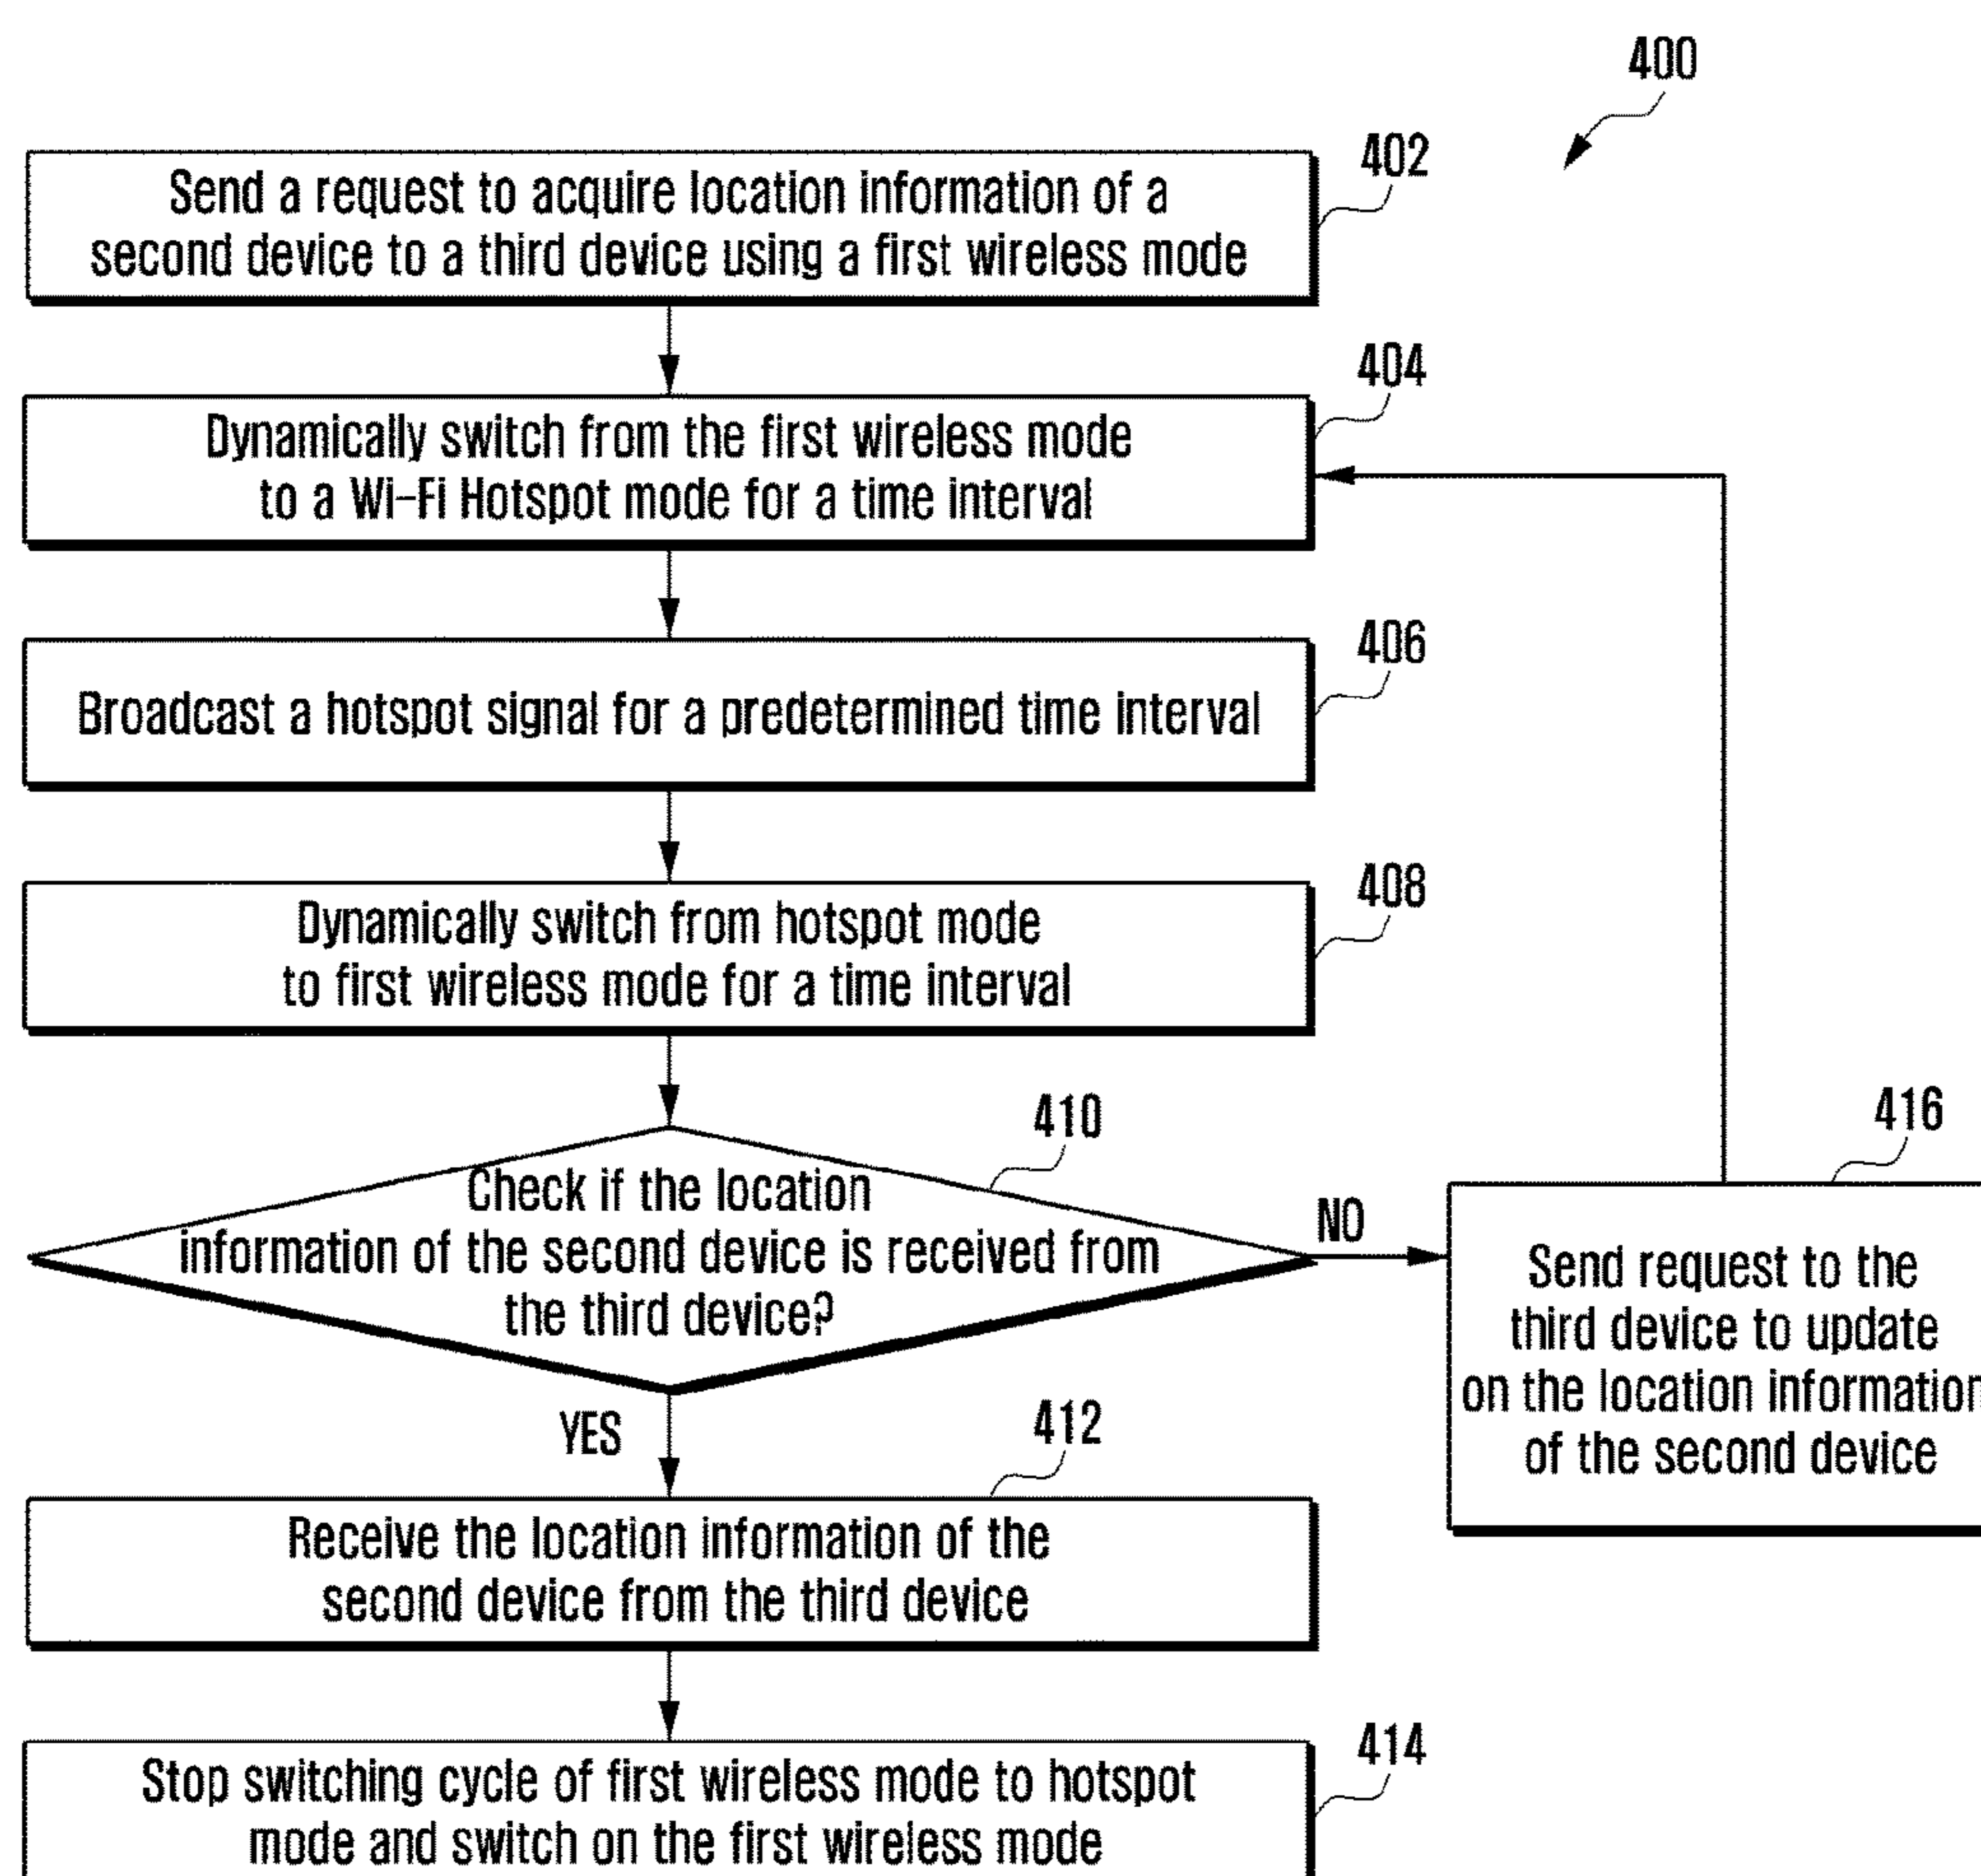 400
402
Send a request to acquire location information of a
second device to a third device using a first wireless mode
404
Dynamically switch from the first wireless mode
to a Wi-Fi Hotspot mode for a time interval
406
Broadcast a hotspot signal for a predetermined time interval
408
Dynamically switch from hotspot mode
to first wireless mode for a time interval
410
Check if the location
information of the second device is received from
the third device?
NO
416
Send request to the
third device to update
on the location information
of the second device
YES
412
Receive the location information of the
second device from the third device
414
Stop switching cycle of first wireless mode to hotspot
mode and switch on the first wireless mode